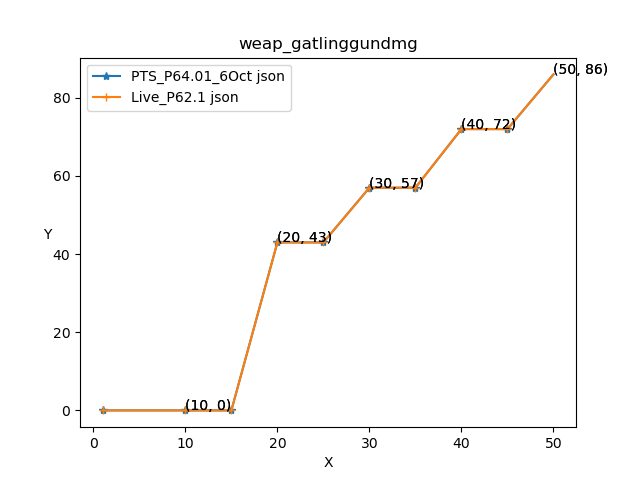 weap_gatlinggundmg
PTS_P64.01_6Oct json
Live_P62.1 json
(50, 86)
(40, 72)
(30, 57)
(20, 43)
(10, 0)
80
60
40
20
0
Y
0 10 20 30 40 50
X